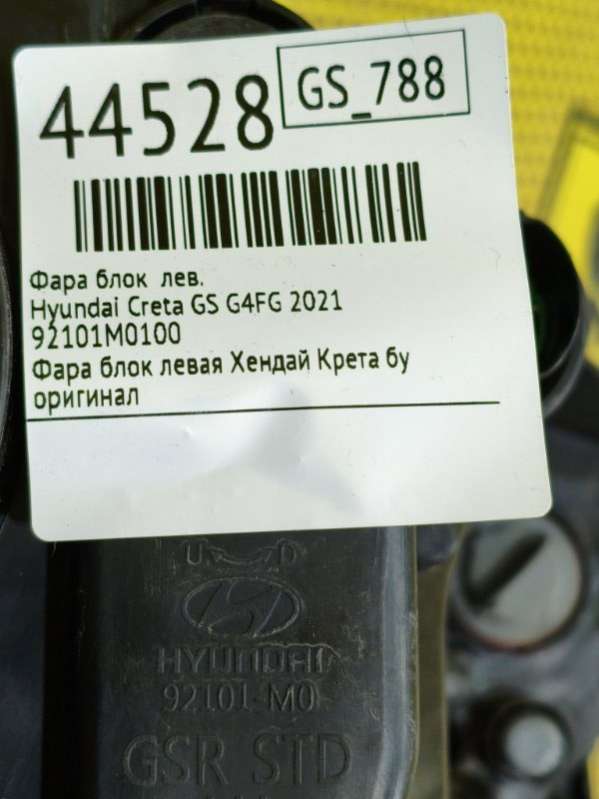 44528
GS_788
Фара блок лев.
Hyundai Creta GS G4FG 2021
92101M0100
Фара блок левая Хендай Крета бу
оригинал
U D
HYUNDAI
92101-M0
GSR STD